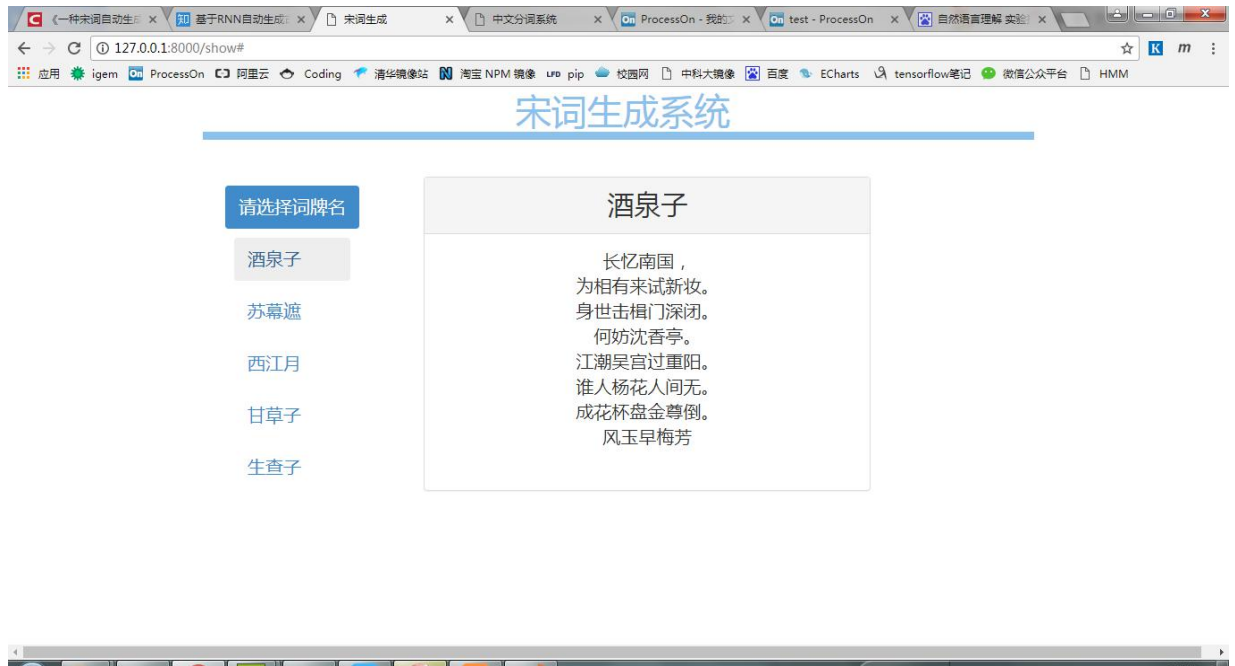 《一种宋词自动生
基于RNN自动生成
宋词生成
中文分词系统
ProcessOn - 我的
test - ProcessOn
自然语言理解 实验
127.0.0.1:8000/show#
应用 igem ProcessOn 阿里云 Coding 清华镜像站 淘宝 NPM 镜像 pip 校园网 中科大镜像 百度 ECharts tensorflow笔记 微信公众平台 HMM
宋词生成系统
请选择词牌名
酒泉子
苏幕遮
西江月
甘草子
生查子
酒泉子
长忆南国，
为相有来试新妆。
身世击楫门深闭。
何妨沈香亭。
江潮吴宫过重阳。
谁人杨花人间无。
成花杯盘金尊倒。
风玉早梅芳